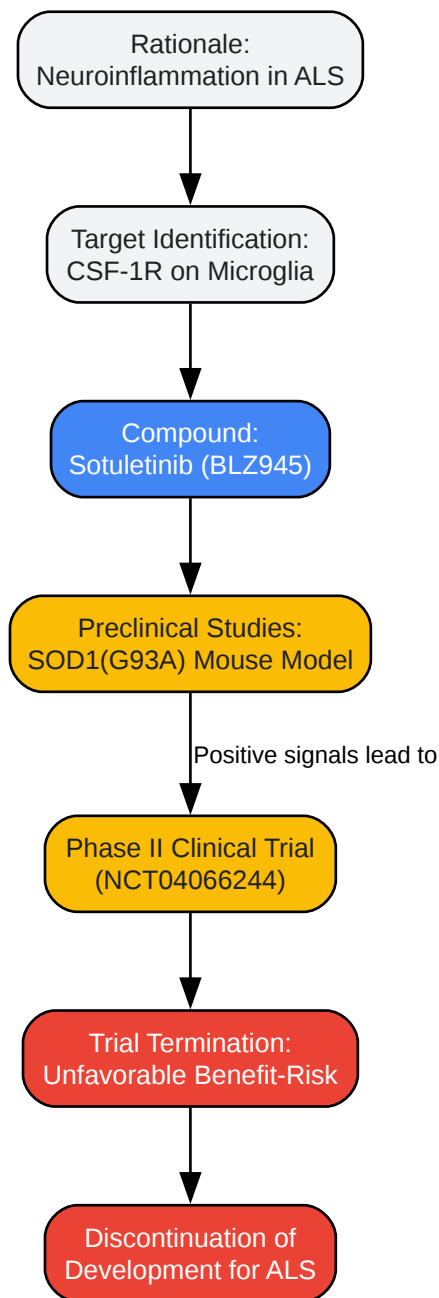 Rationale:
Neuroinflammation in ALS
Target Identification:
CSF-1R on Microglia
Compound:
Sotuletinib (BLZ945)
Preclinical Studies:
SOD1(G93A) Mouse Model
Positive signals lead to
Phase II Clinical Trial
(NCT04066244)
Trial Termination:
Unfavorable Benefit-Risk
Discontinuation of
Development for ALS